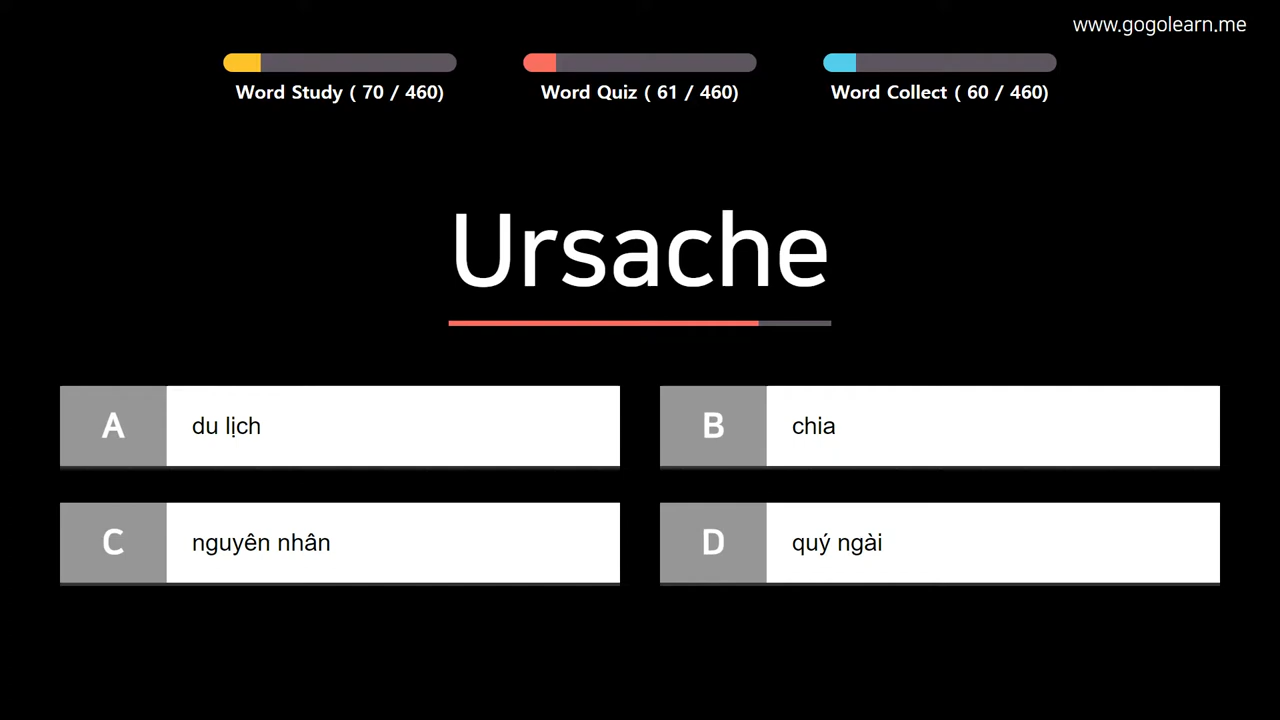 www.gogolearn.me
Word Study ( 70 / 460)
Word Quiz ( 61 / 460)
Word Collect ( 60 / 460)
Ursache
A
du lịch
B
chia
C
nguyên nhân
D
quý ngài